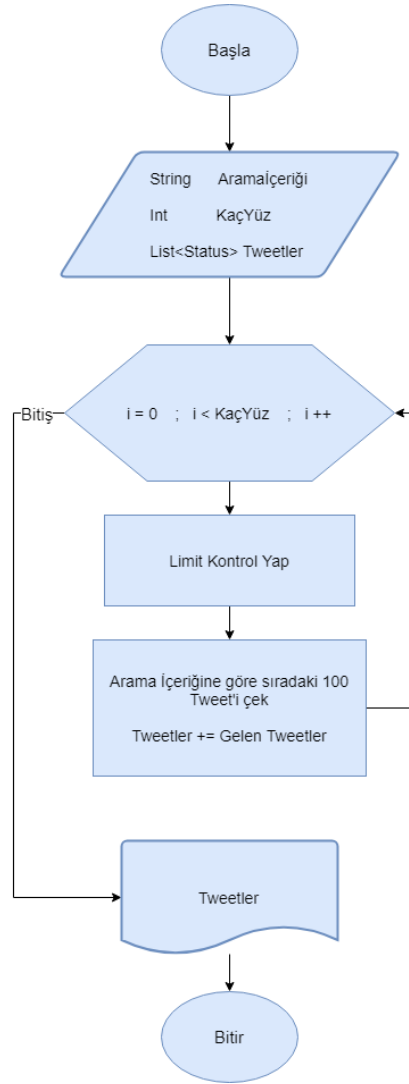 Başla
String Aramaİçeriği
Int KaçYüz
List<Status> Tweetler
Bitiş
i = 0 ; i < KaçYüz ; i ++
Limit Kontrol Yap
Arama İçeriğine göre sıradaki 100
Tweet'i çek
Tweetler += Gelen Tweetler
Tweetler
Bitir